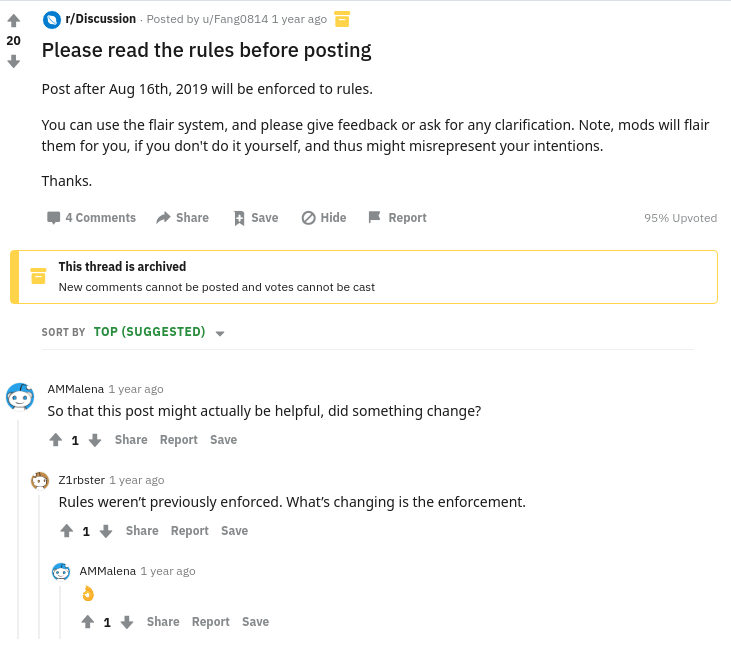 r/Discussion · Posted by u/Fang0814 1 year ago
20
Please read the rules before posting
Post after Aug 16th, 2019 will be enforced to rules.
You can use the flair system, and please give feedback or ask for any clarification. Note, mods will flair
them for you, if you don't do it yourself, and thus might misrepresent your intentions.
Thanks.
4 Comments Share Save Hide Report 95% Upvoted
This thread is archived
New comments cannot be posted and votes cannot be cast
SORT BY TOP (SUGGESTED)
AMMalena 1 year ago
So that this post might actually be helpful, did something change?
1 Share Report Save
Z1rbster 1 year ago
Rules weren’t previously enforced. What’s changing is the enforcement.
1 Share Report Save
AMMalena 1 year ago
👌
1 Share Report Save